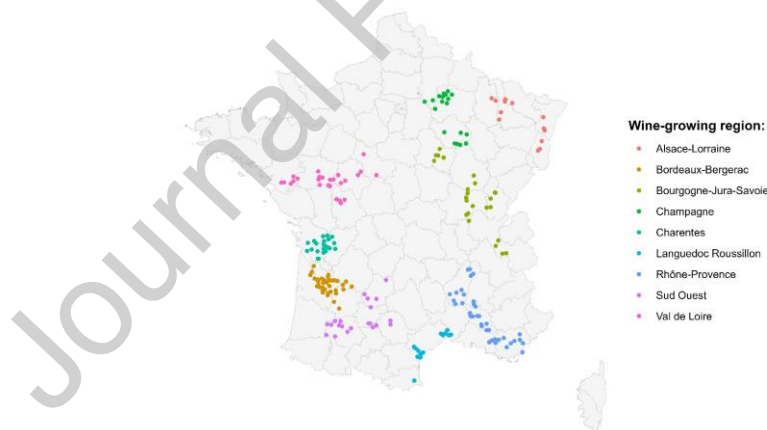 Journal P
Wine-growing region:
Alsace-Lorraine
Bordeaux-Bergerac
Bourgogne-Jura-Savoie
Champagne
Charentes
Languedoc Roussillon
Rhône-Provence
Sud Ouest
Val de Loire